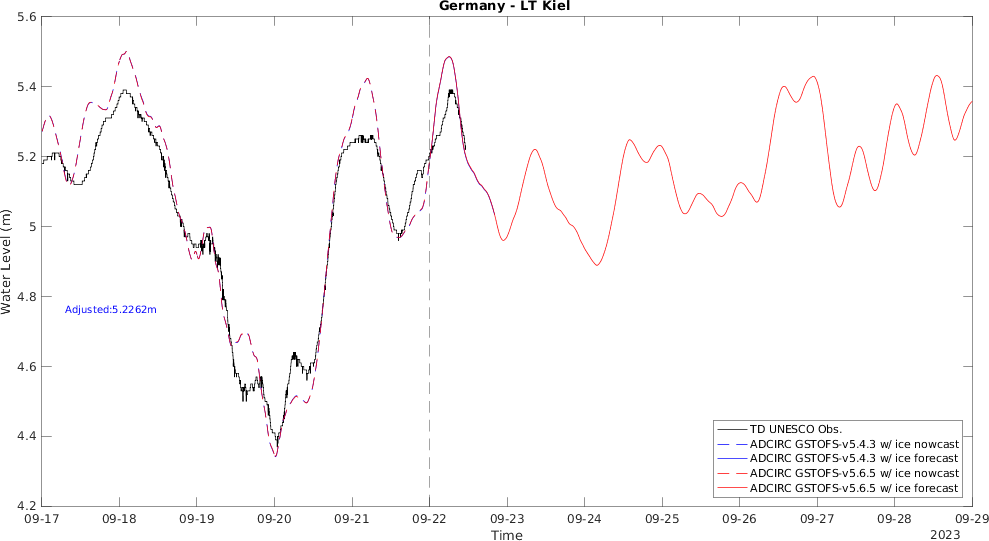 Germany - LT Kiel
5.6
5.4
5.2
5
4.8
4.6
4.4
4.2
Water Level (m)
Adjusted:5.2262m
TD UNESCO Obs.
ADCIRC GSTOFS-v5.4.3 w/ ice nowcast
ADCIRC GSTOFS-v5.4.3 w/ ice forecast
ADCIRC GSTOFS-v5.6.5 w/ ice nowcast
ADCIRC GSTOFS-v5.6.5 w/ ice forecast
09-17 09-18 09-19 09-20 09-21 09-22 09-23 09-24 09-25 09-26 09-27 09-28 09-29
Time
2023